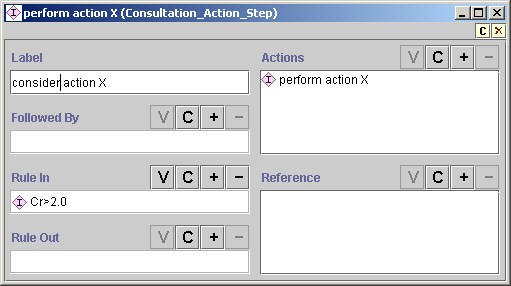 perform action X (Consultation_Action_Step)
C ×
Label
consider action X
Followed By V C + −
Rule In V C + −
Cr>2.0
Rule Out V C + −
Actions V C + −
perform action X
Reference V C + −